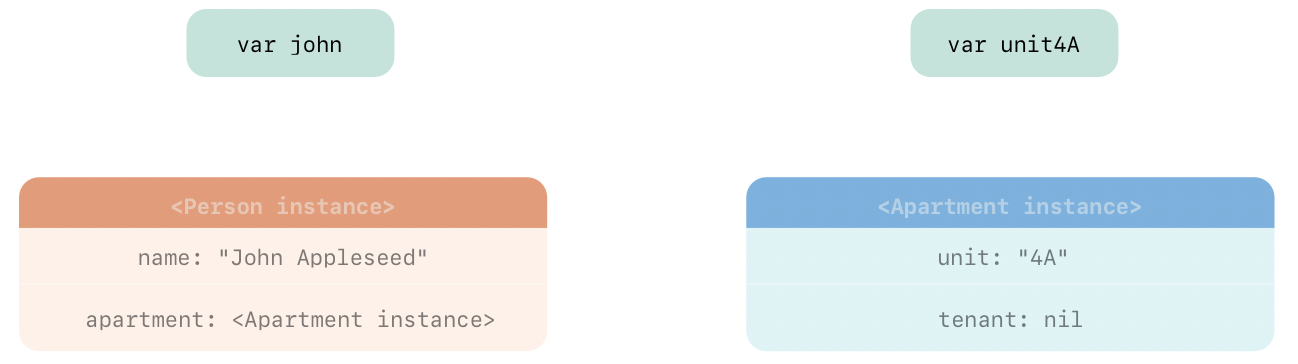 var john
var unit4A
<Person instance>
name: "John Appleseed"
apartment: <Apartment instance>
<Apartment instance>
unit: "4A"
tenant: nil